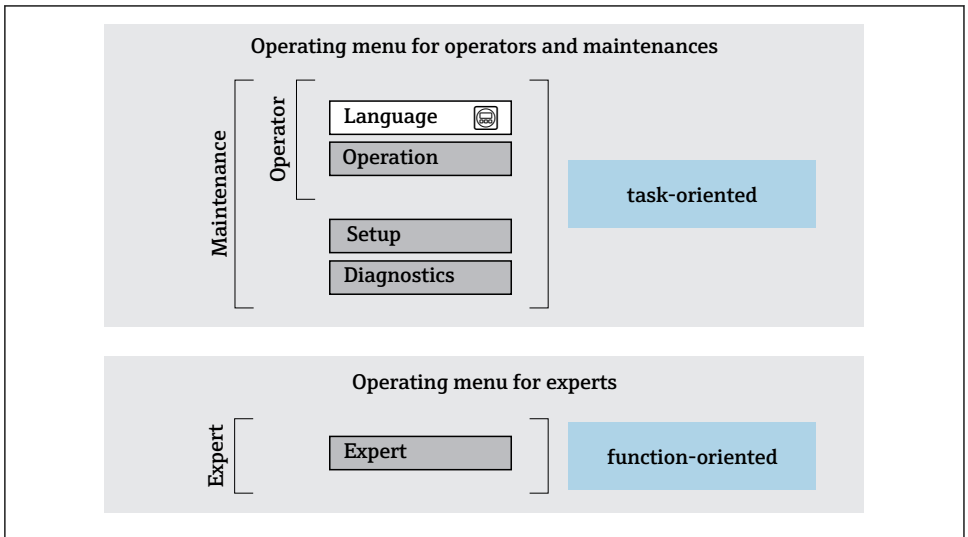 Operating menu for operators and maintenances
Maintenance
Operator
Language
Operation
Setup
Diagnostics
task-oriented
Operating menu for experts
Expert
Expert
function-oriented